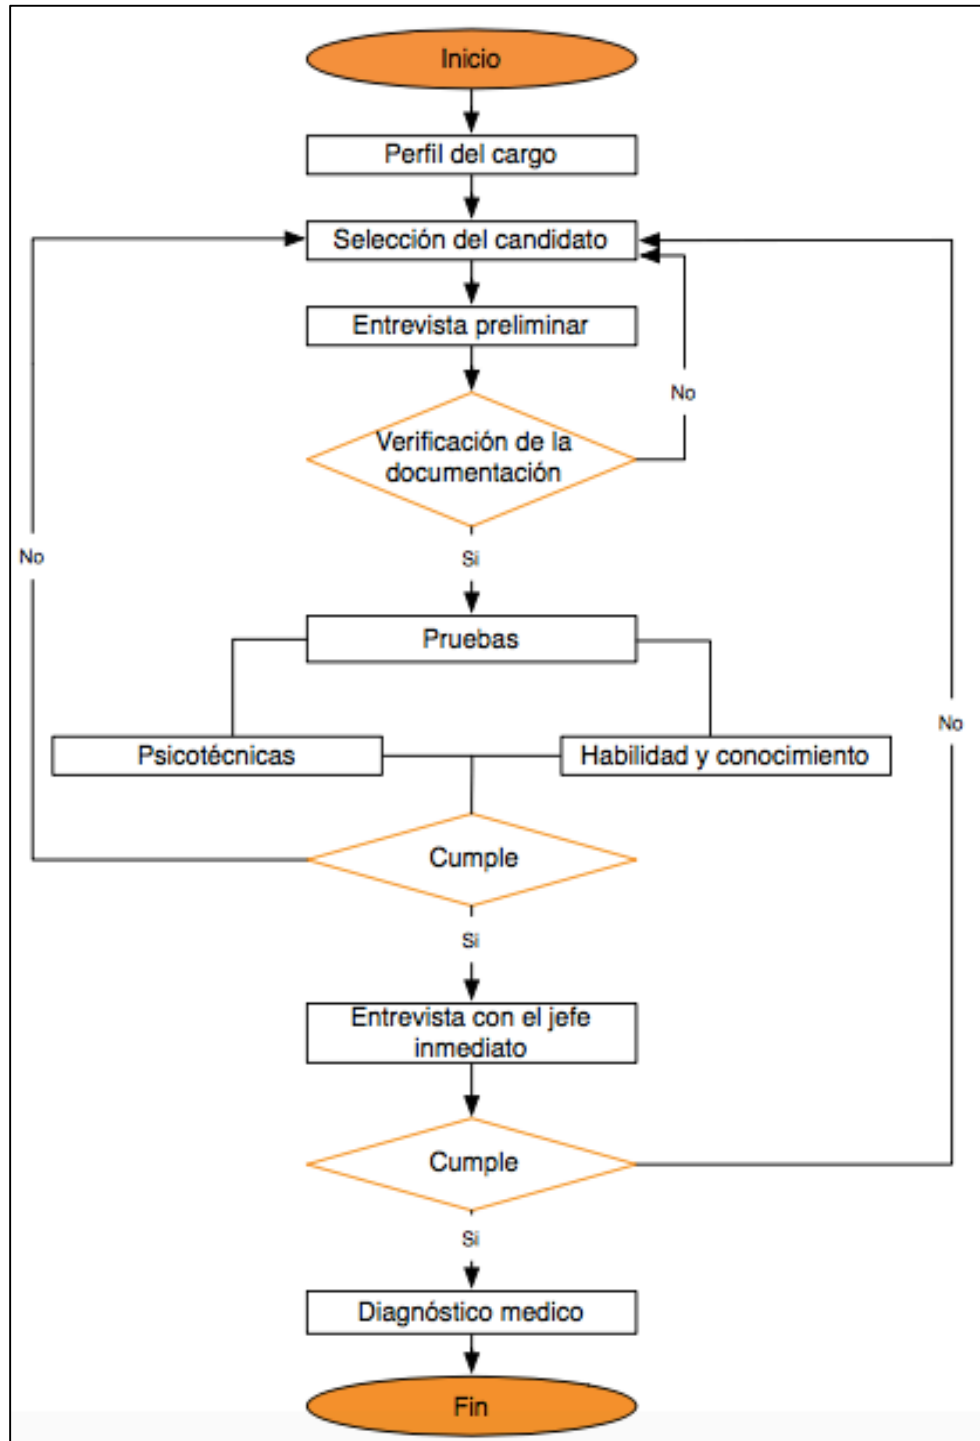 Inicio
Perfil del cargo
Selección del candidato
Entrevista preliminar
No
Verificación de la
documentación
No
Si
Pruebas
No
Psicotécnicas
Habilidad y conocimiento
Cumple
Si
Entrevista con el jefe
inmediato
Cumple
Si
Diagnóstico medico
Fin